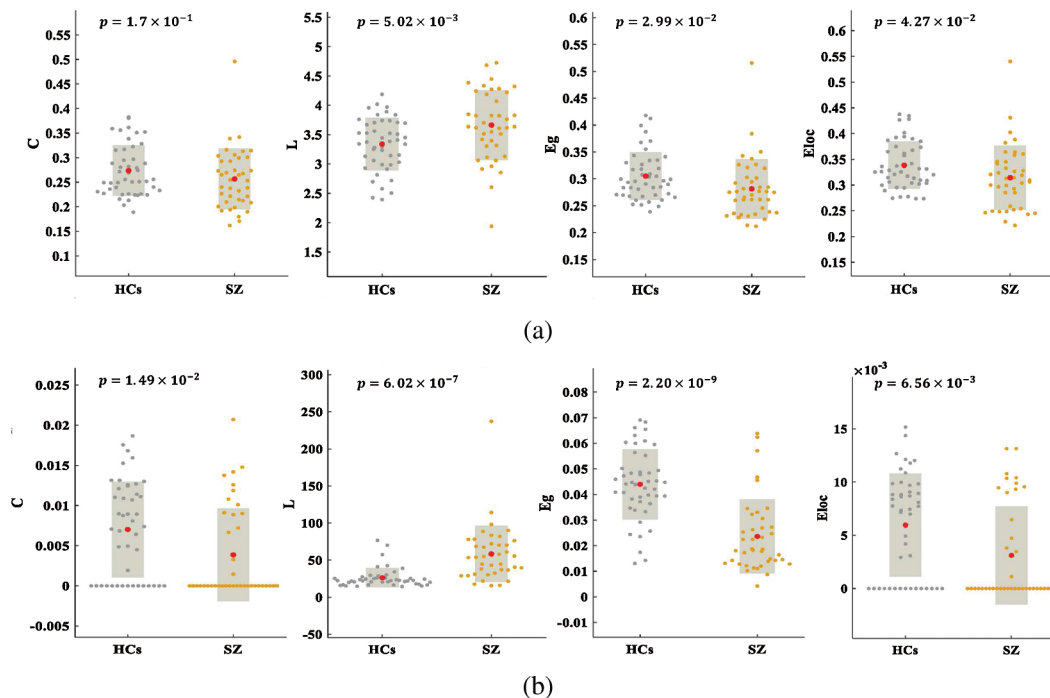 p = 1.7 × 10⁻¹
C
0.5
0.45
0.4
0.35
0.3
0.25
0.2
0.15
0.1
HCs SZ
p = 5.02 × 10⁻³
L
5.5
5
4.5
4
3.5
3
2.5
2
1.5
HCs SZ
p = 2.99 × 10⁻²
Eg
0.6
0.55
0.5
0.45
0.4
0.35
0.3
0.25
0.2
0.15
HCs SZ
p = 4.27 × 10⁻²
Eloc
0.6
0.55
0.5
0.45
0.4
0.35
0.3
0.25
0.2
0.15
HCs SZ
(a)
p = 1.49 × 10⁻²
C
0.025
0.02
0.015
0.01
0.005
0
-0.005
HCs SZ
p = 6.02 × 10⁻⁷
L
300
250
200
150
100
50
0
-50
HCs SZ
p = 2.20 × 10⁻⁹
Eg
0.08
0.07
0.06
0.05
0.04
0.03
0.02
0.01
0
-0.01
HCs SZ
×10⁻³
p = 6.56 × 10⁻³
Eloc
15
10
5
0
HCs SZ
(b)